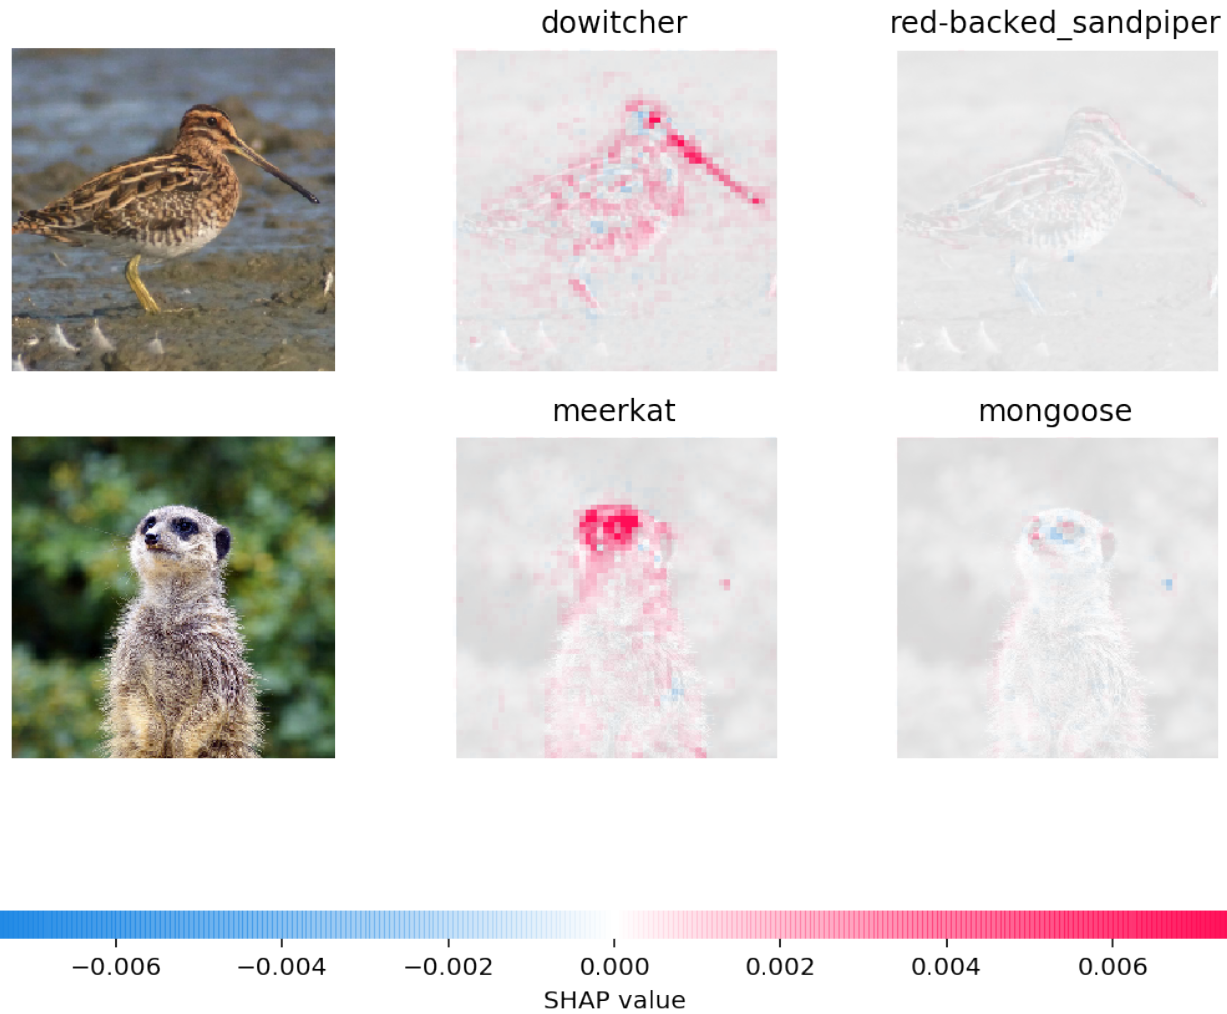 dowitcher
red-backed_sandpiper
meerkat
mongoose
−0.006 −0.004 −0.002 0.000 0.002 0.004 0.006
SHAP value